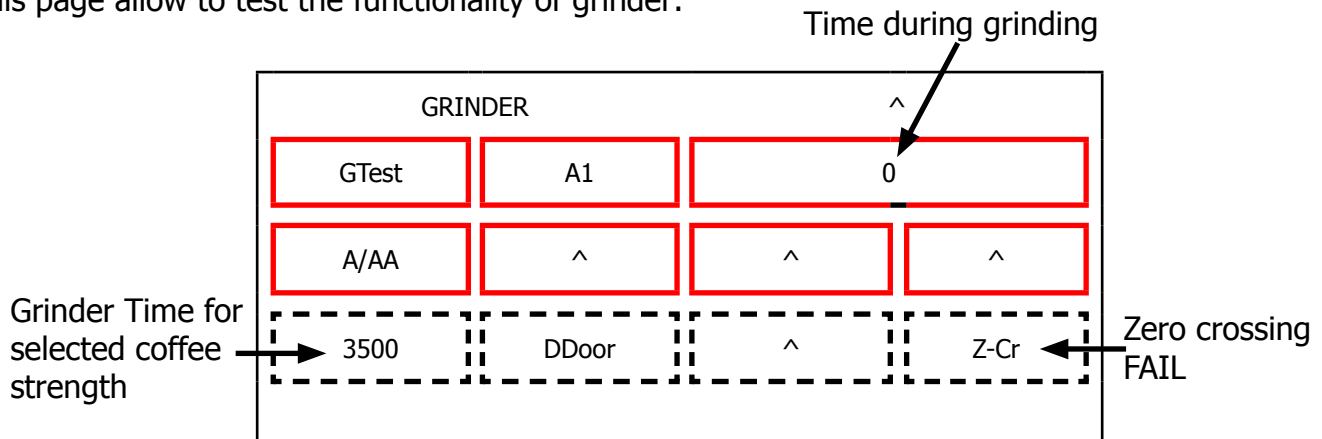 is page allow to test the functionality of grinder.
Time during grinding
GRINDER ^
GTest A1 0
A/AA ^ ^ ^
Grinder Time for
selected coffee
strength
3500 DDoor ^ Z-Cr
Zero crossing
FAIL